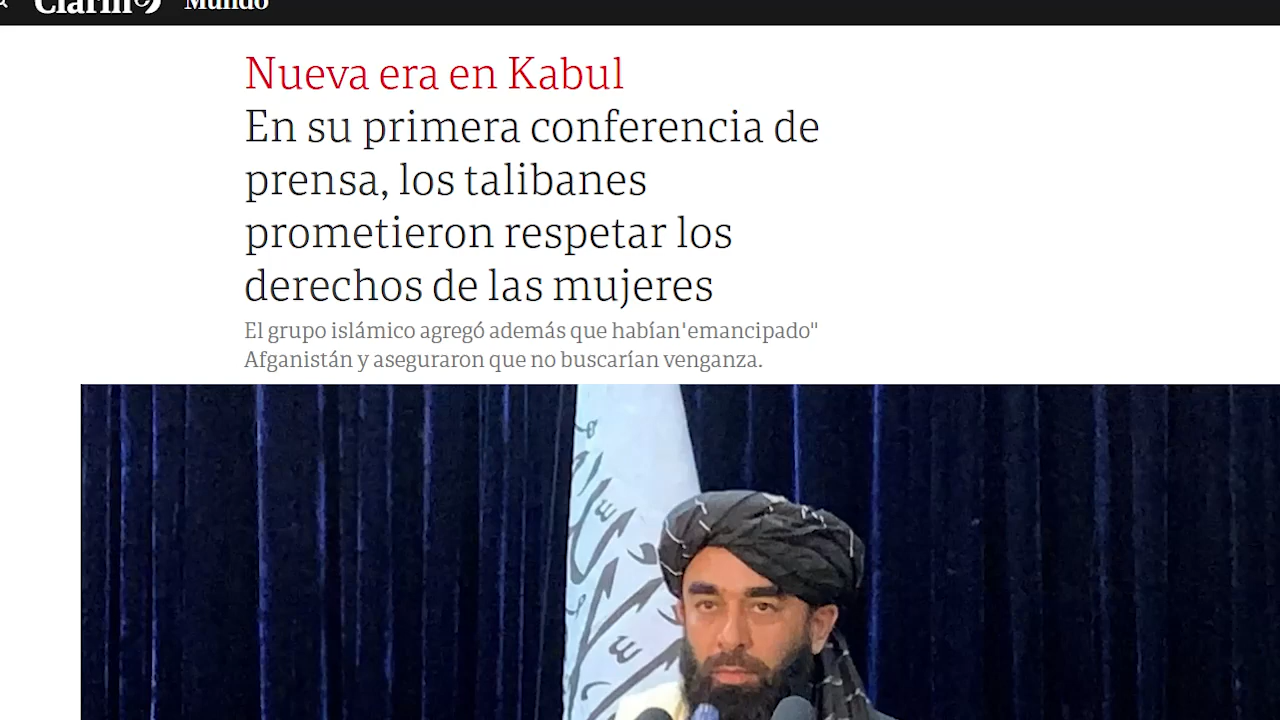 Clarín Mundo
Nueva era en Kabul
En su primera conferencia de
prensa, los talibanes
prometieron respetar los
derechos de las mujeres
El grupo islámico agregó además que habían'emancipado"
Afganistán y aseguraron que no buscarían venganza.